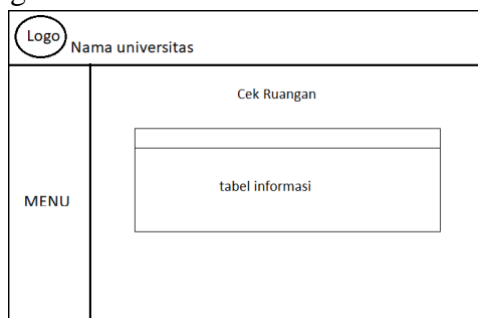 Logo
Nama universitas
Cek Ruangan
tabel informasi
MENU